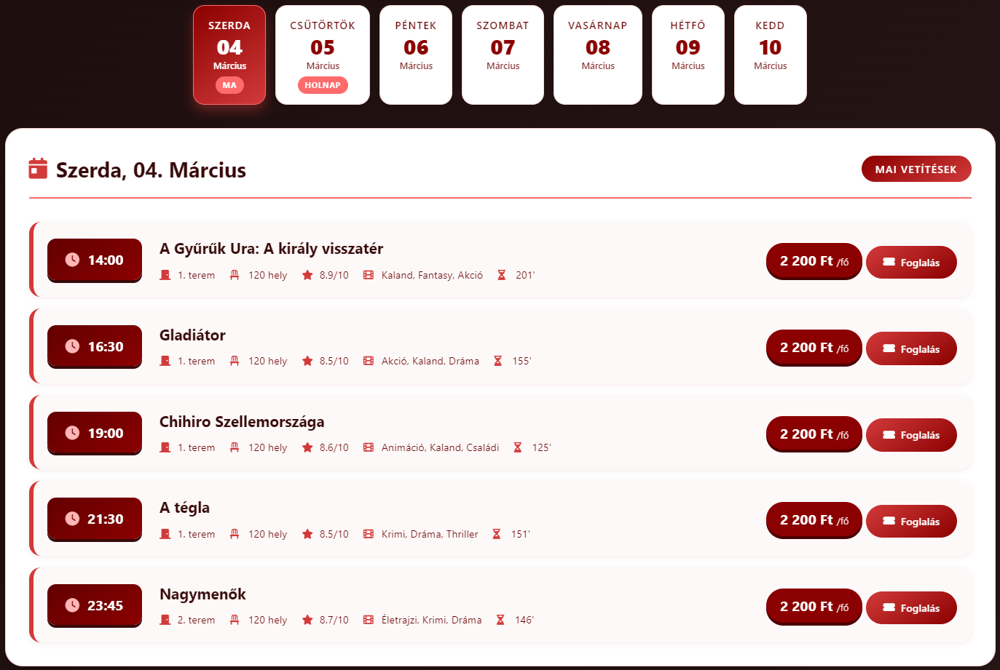 SZERDA CSÜTÖRTÖK PÉNTEK SZOMBAT VASÁRNAP HÉTFŐ KEDD
04 05 06 07 08 09 10
Március Március Március Március Március Március Március
MA HOLNAP
Szerda, 04. Március MAI VETÍTÉSEK
A Gyűrűk Ura: A király visszatér
14:00 2 200 Ft /fő Foglalás
1. terem 120 hely 8.9/10 Kaland, Fantasy, Akció 201'
Gladiátor
16:30 2 200 Ft /fő Foglalás
1. terem 120 hely 8.5/10 Akció, Kaland, Dráma 155'
Chihiro Szellemországa
19:00 2 200 Ft /fő Foglalás
1. terem 120 hely 8.6/10 Animáció, Kaland, Családi 125'
A tégla
21:30 2 200 Ft /fő Foglalás
1. terem 120 hely 8.5/10 Krimi, Dráma, Thriller 151'
Nagymenők
23:45 2 200 Ft /fő Foglalás
2. terem 120 hely 8.7/10 Életrajzi, Krimi, Dráma 146'